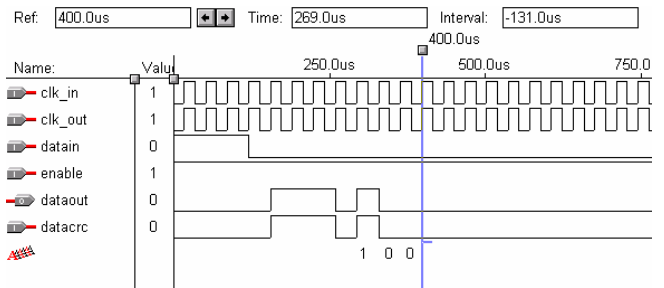 Ref: 400.0us Time: 269.0us Interval: -131.0us
400.0us
Name: Valu 250.0us 500.0us 750.0
clk_in 1
clk_out 1
datain 0
enable 1
dataout 0
datacrc 0
1 0 0